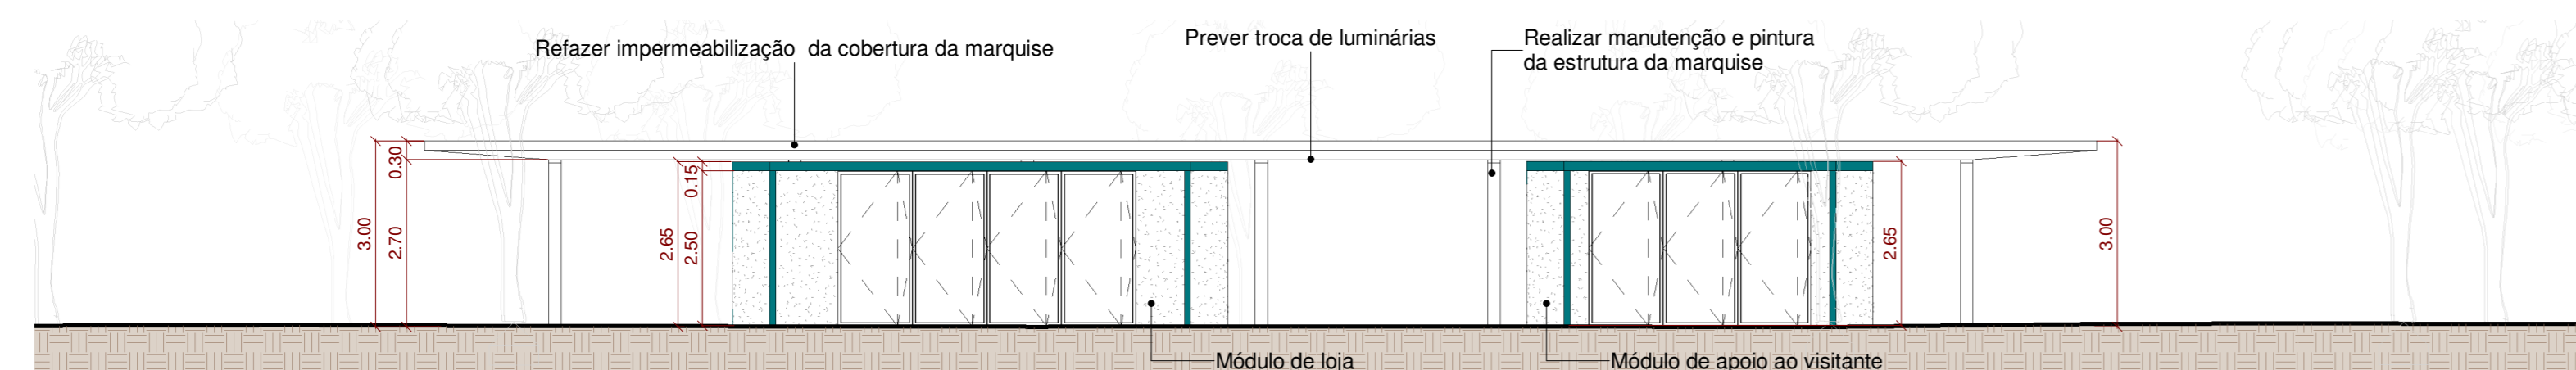 Refazer impermeabilização da cobertura da marquise
Prever troca de luminárias
Realizar manutenção e pintura
da estrutura da marquise
0.30
3.00
2.70
0.15
2.65
2.50
2.65
3.00
Módulo de loja
Módulo de apoio ao visitante